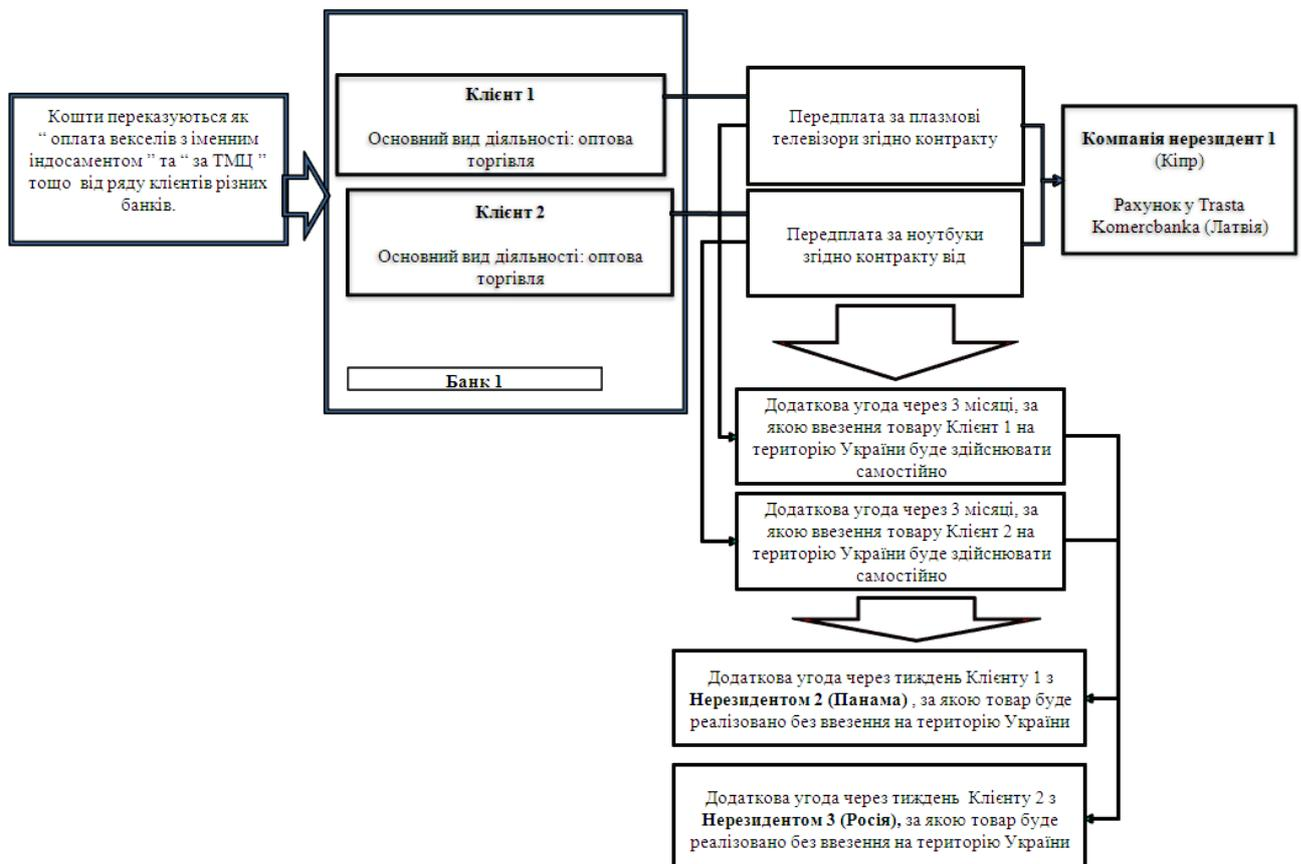 Кошти переказуються як
“ оплата векселів з іменним
індосаментом ” та “ за ТМЦ ”
тощо від ряду клієнтів різних
банків.
Клієнт 1
Основний вид діяльності: оптова
торгівля
Клієнт 2
Основний вид діяльності: оптова
торгівля
Банк 1
Передплата за плазмові
телевізори згідно контракту
Передплата за ноутбуки
згідно контракту від
Компанія нерезидент 1
(Кіпр)
Рахунок у Trasta
Komercbanka (Латвія)
Додаткова угода через 3 місяці, за
якою ввезення товару Клієнт 1 на
територію України буде здійснювати
самостійно
Додаткова угода через 3 місяці, за
якою ввезення товару Клієнт 2 на
територію України буде здійснювати
самостійно
Додаткова угода через тиждень Клієнту 1 з
Нерезидентом 2 (Панама) , за якою товар буде
реалізовано без ввезення на територію України
Додаткова угода через тиждень Клієнту 2 з
Нерезидентом 3 (Росія), за якою товар буде
реалізовано без ввезення на територію України